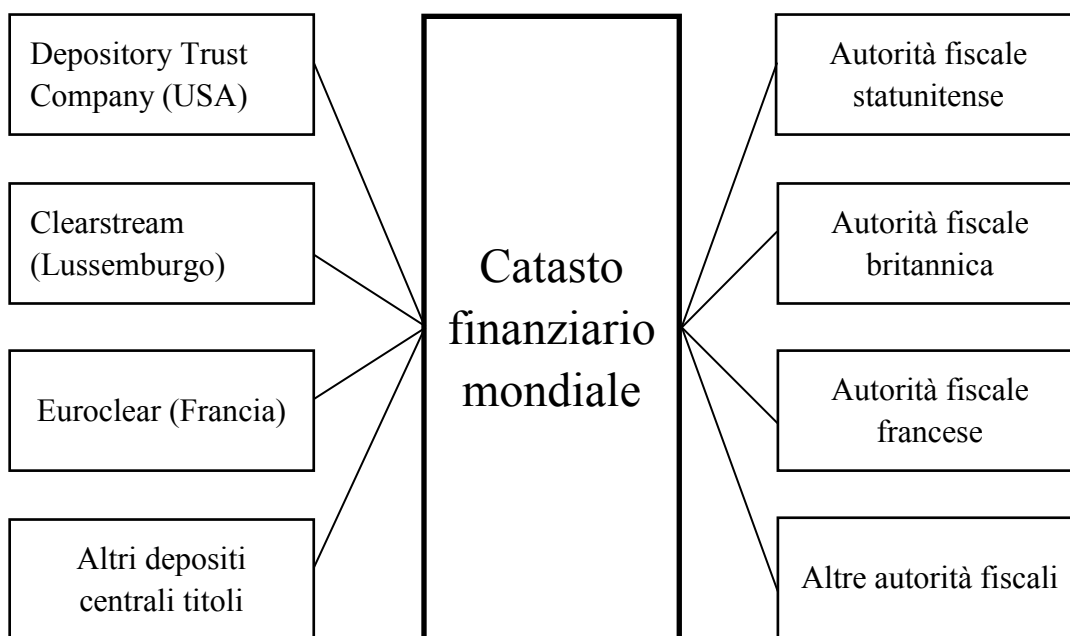 Depository Trust
Company (USA)
Clearstream
(Lussemburgo)
Euroclear (Francia)
Altri depositi
centrali titoli
Catasto
finanziario
mondiale
Autorità fiscale
statunitense
Autorità fiscale
britannica
Autorità fiscale
francese
Altre autorità fiscali